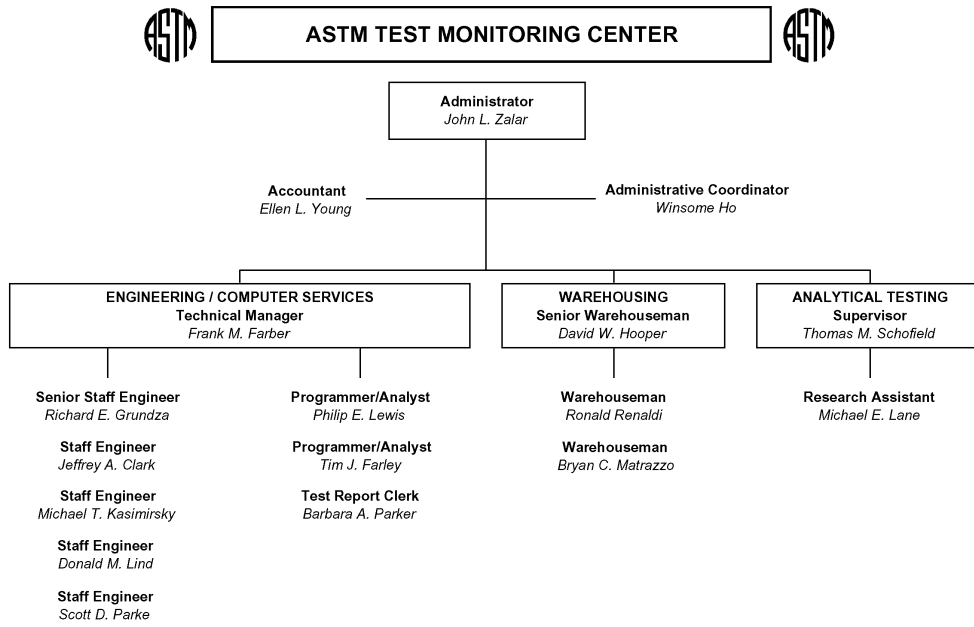 ASTM
ASTM TEST MONITORING CENTER
ASTM
Administrator
John L. Zalar
Accountant
Ellen L. Young
Administrative Coordinator
Winsome Ho
ENGINEERING / COMPUTER SERVICES
Technical Manager
Frank M. Farber
WAREHOUSING
Senior Warehouseman
David W. Hooper
ANALYTICAL TESTING
Supervisor
Thomas M. Schofield
Senior Staff Engineer
Richard E. Grundza
Staff Engineer
Jeffrey A. Clark
Staff Engineer
Michael T. Kasimirsky
Staff Engineer
Donald M. Lind
Staff Engineer
Scott D. Parke
Programmer/Analyst
Philip E. Lewis
Programmer/Analyst
Tim J. Farley
Test Report Clerk
Barbara A. Parker
Warehouseman
Ronald Renaldi
Warehouseman
Bryan C. Matrazzo
Research Assistant
Michael E. Lane